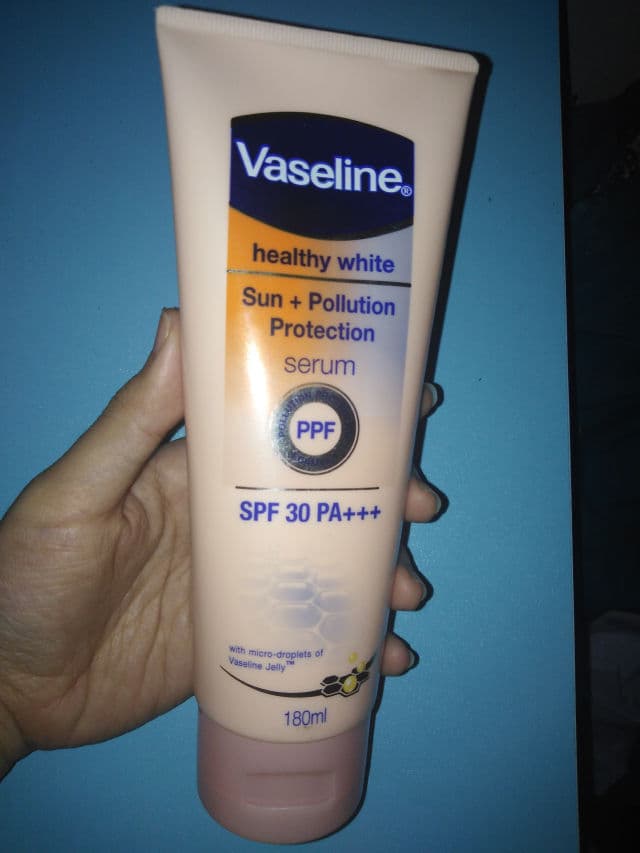 Vaseline®
healthy white
Sun + Pollution
Protection
serum
PPF
SPF 30 PA+++
with micro-droplets of
Vaseline Jelly™
180ml